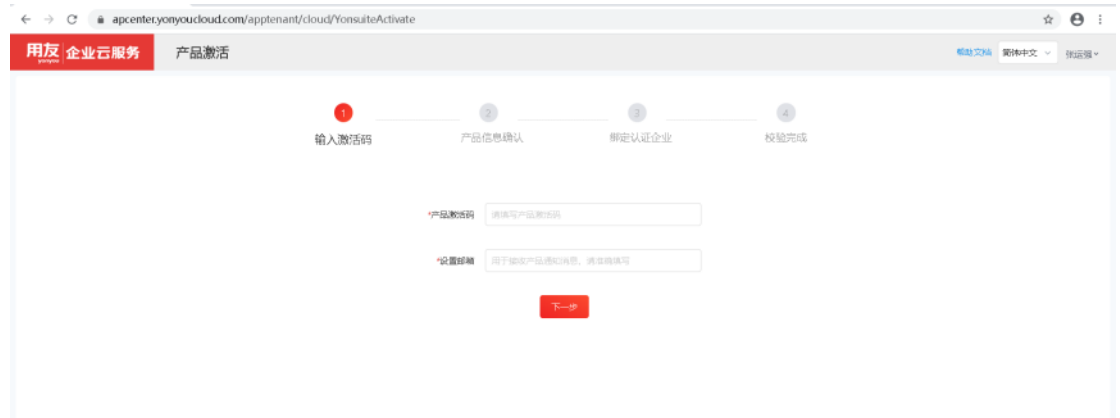 apcenter.yonyoucloud.com/apptenant/cloud/YonsuiteActivate
用友 yonyou 企业云服务 产品激活 帮助文档 简体中文 张运强
1 2 3 4
输入激活码 产品信息确认 绑定认证企业 校验完成
*产品激活码 请填写产品激活码
*设置邮箱 用于接收产品通知消息，请准确填写
下一步